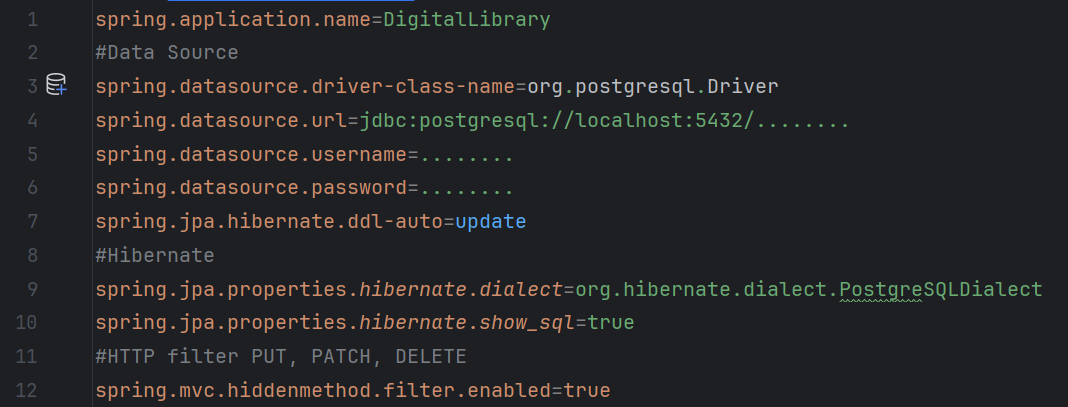 1 spring.application.name=DigitalLibrary
2 #Data Source
3 spring.datasource.driver-class-name=org.postgresql.Driver
4 spring.datasource.url=jdbc:postgresql://localhost:5432/........
5 spring.datasource.username=........
6 spring.datasource.password=........
7 spring.jpa.hibernate.ddl-auto=update
8 #Hibernate
9 spring.jpa.properties.hibernate.dialect=org.hibernate.dialect.PostgreSQLDialect
10 spring.jpa.properties.hibernate.show_sql=true
11 #HTTP filter PUT, PATCH, DELETE
12 spring.mvc.hiddenmethod.filter.enabled=true